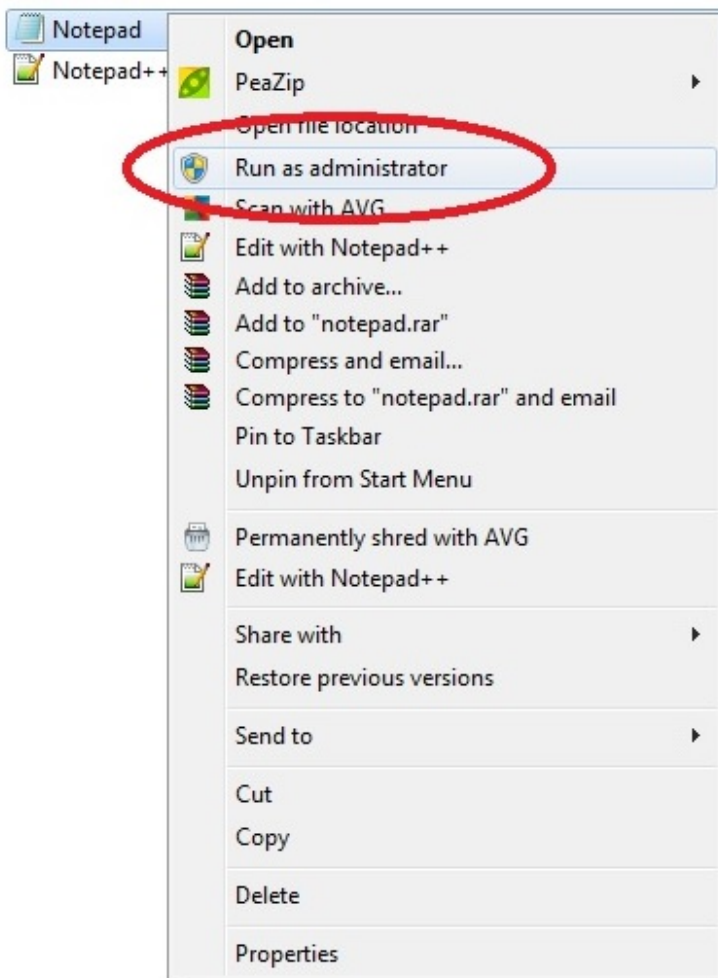 Notepad
Notepad++
Open
PeaZip
Open file location
Run as administrator
Scan with AVG
Edit with Notepad++
Add to archive...
Add to "notepad.rar"
Compress and email...
Compress to "notepad.rar" and email
Pin to Taskbar
Unpin from Start Menu
Permanently shred with AVG
Edit with Notepad++
Share with
Restore previous versions
Send to
Cut
Copy
Delete
Properties